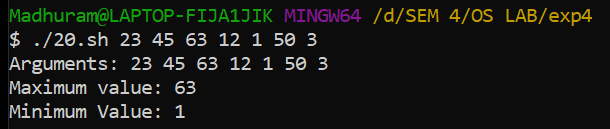 Madhuram@LAPTOP-FIJA1JIK MINGW64 /d/SEM 4/OS LAB/exp4
$ ./20.sh 23 45 63 12 1 50 3
Arguments: 23 45 63 12 1 50 3
Maximum value: 63
Minimum Value: 1